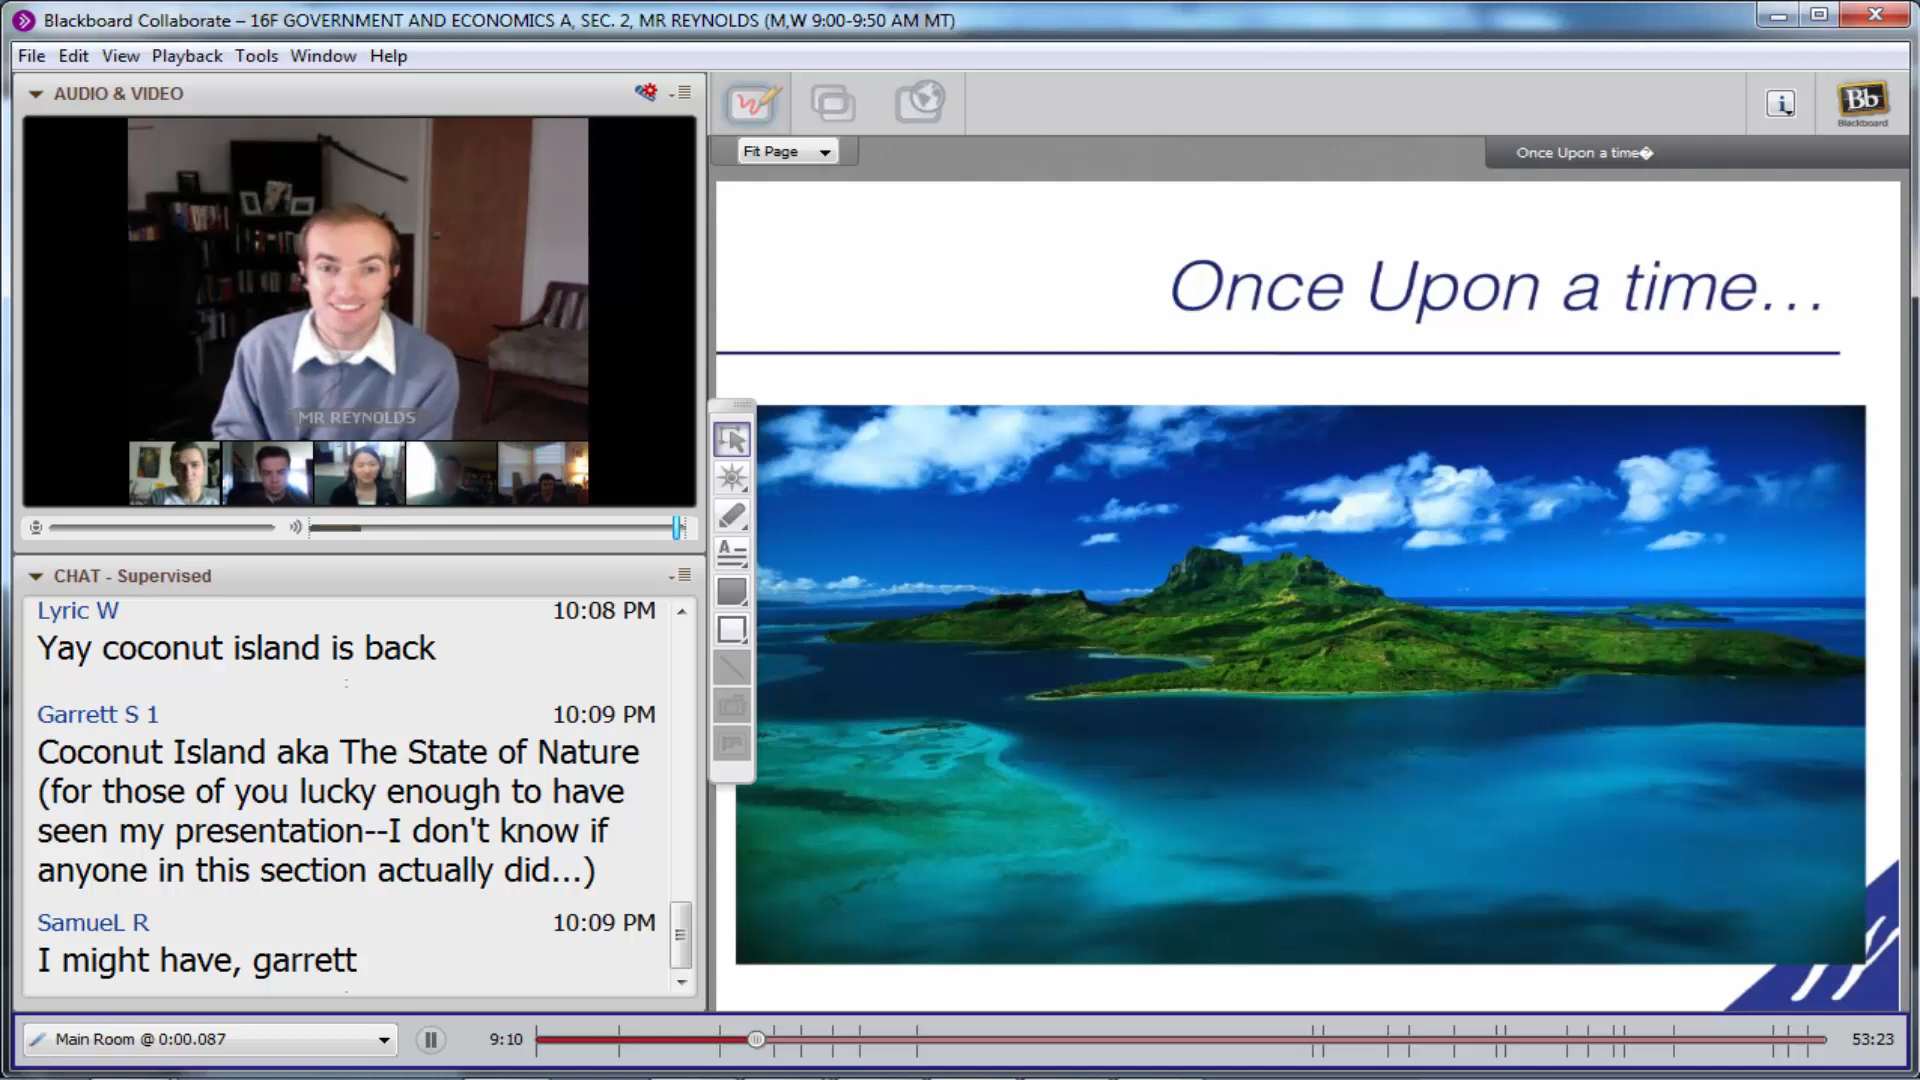 Blackboard Collaborate – 16F GOVERNMENT AND ECONOMICS A, SEC. 2, MR REYNOLDS (M,W 9:00-9:50 AM MT)
File Edit View Playback Tools Window Help
AUDIO & VIDEO
MR REYNOLDS
CHAT - Supervised
Lyric W 10:08 PM
Yay coconut island is back
Garrett S 1 10:09 PM
Coconut Island aka The State of Nature
(for those of you lucky enough to have
seen my presentation--I don't know if
anyone in this section actually did...)
SamueL R 10:09 PM
I might have, garrett
Bb
Blackboard
Fit Page
Once Upon a time�
Once Upon a time...
Main Room @ 0:00.087
9:10
53:23